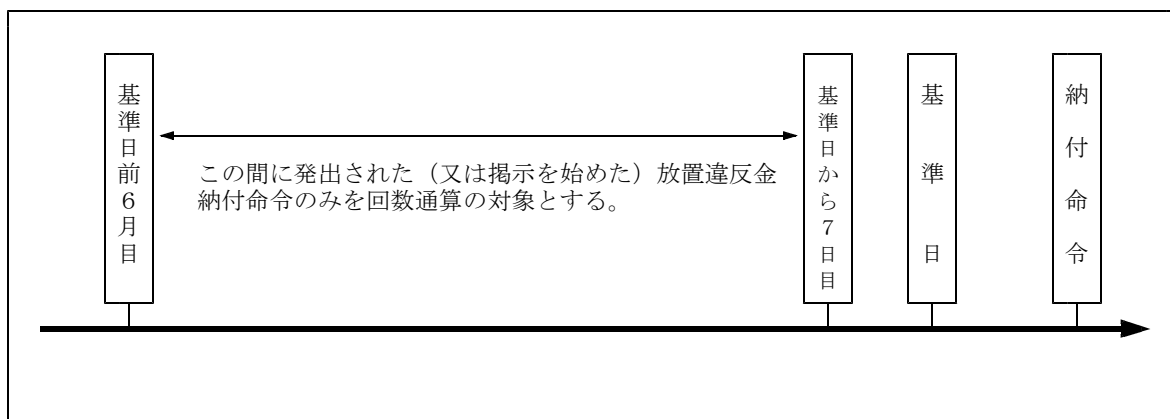 基準日前６月目
この間に発出された（又は掲示を始めた）放置違反金
納付命令のみを回数通算の対象とする。
基準日から７日目
基準日
納付命令